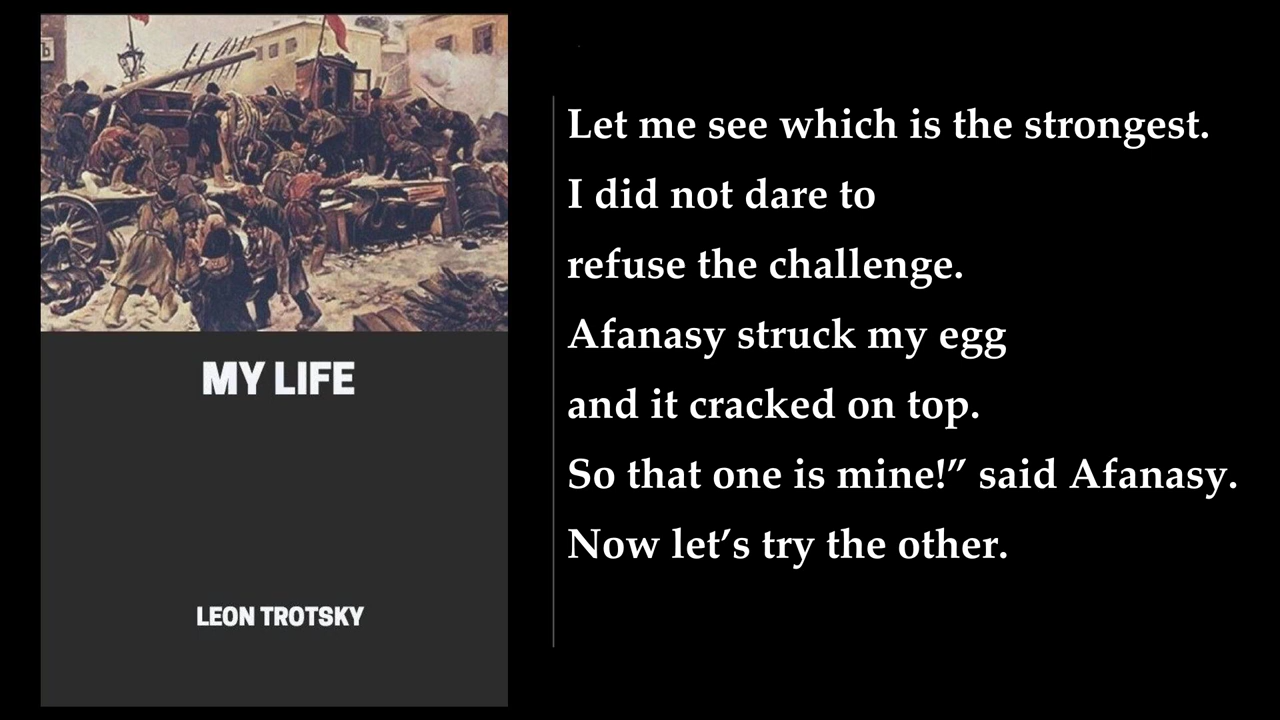 MY LIFE
LEON TROTSKY
Let me see which is the strongest.
I did not dare to
refuse the challenge.
Afanasy struck my egg
and it cracked on top.
So that one is mine!” said Afanasy.
Now let’s try the other.